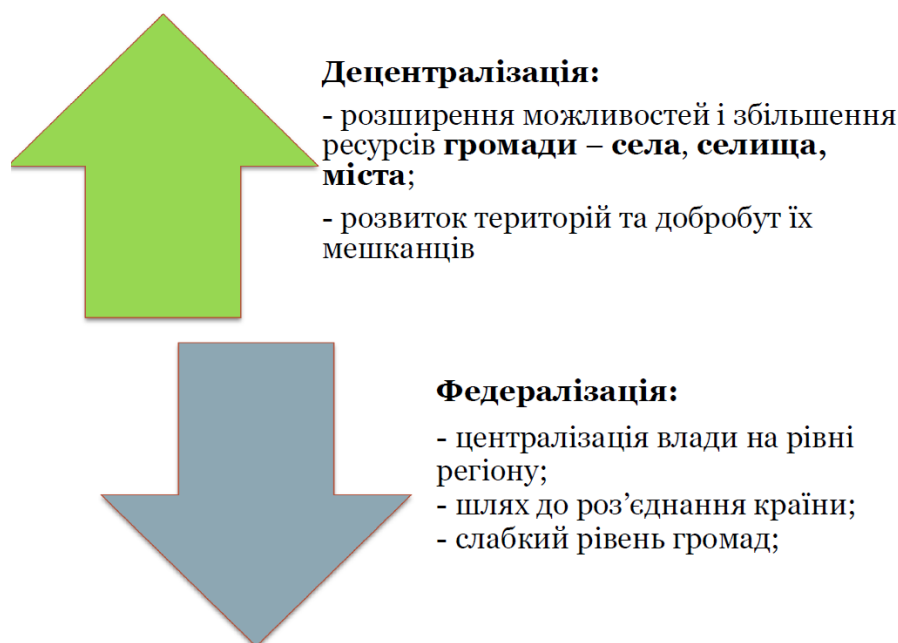 Децентралізація:
- розширення можливостей і збільшення
ресурсів громади – села, селища,
міста;
- розвиток територій та добробут їх
мешканців
Федералізація:
- централізація влади на рівні
регіону;
- шлях до роз’єднання країни;
- слабкий рівень громад;